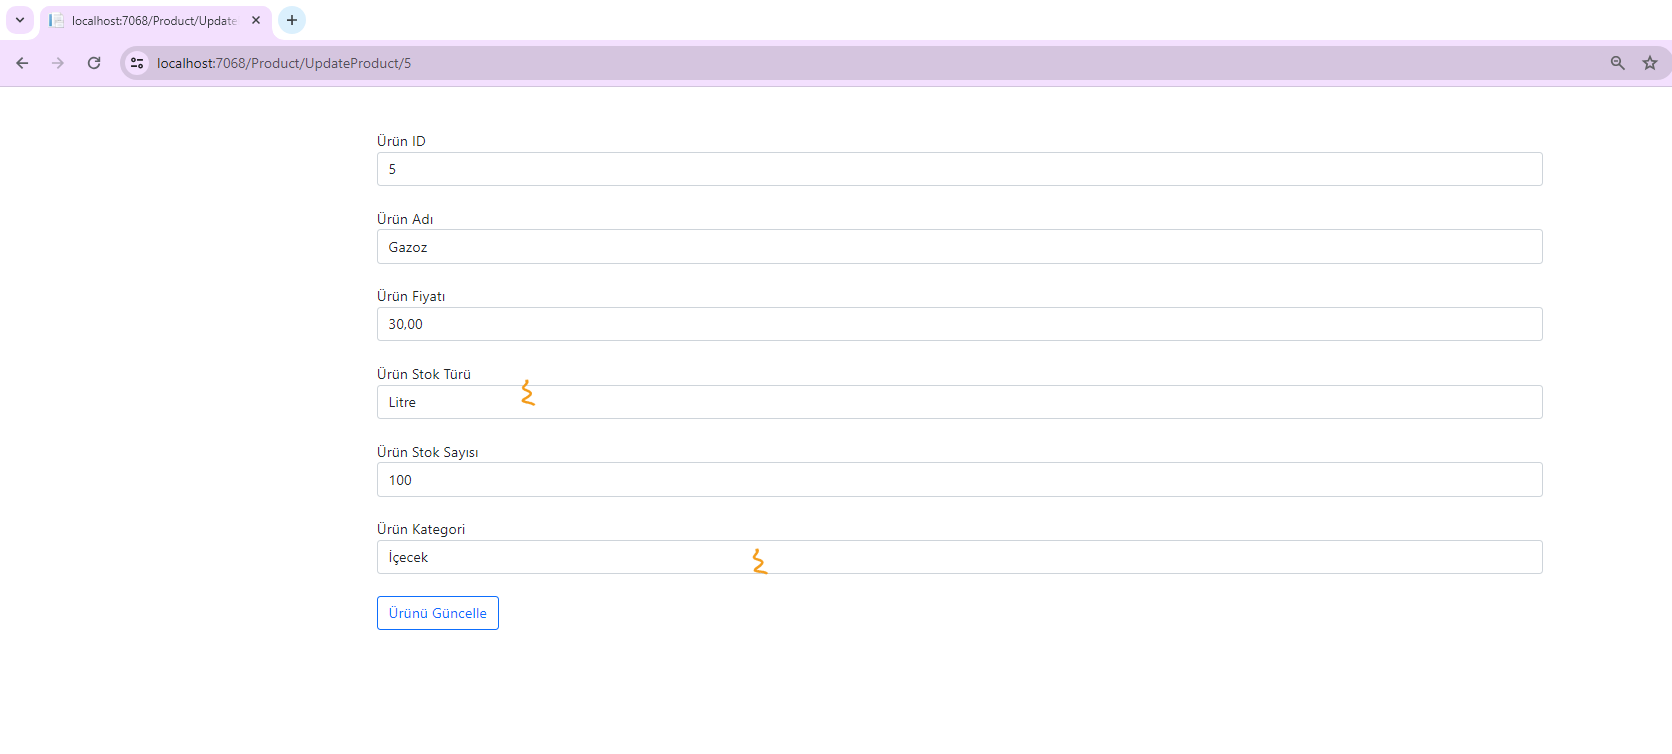 localhost:7068/Product/Update
localhost:7068/Product/UpdateProduct/5
Ürün ID
5
Ürün Adı
Gazoz
Ürün Fiyatı
30,00
Ürün Stok Türü
Litre
Ürün Stok Sayısı
100
Ürün Kategori
İçecek
Ürünü Güncelle